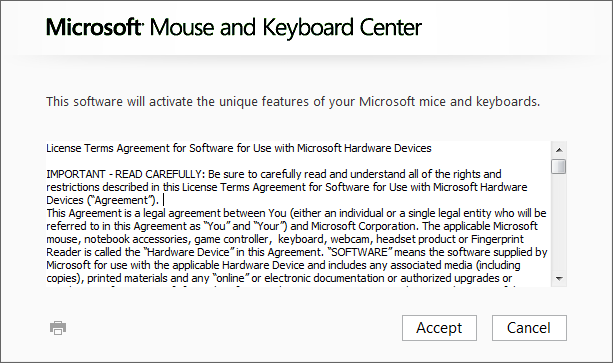 Microsoft® Mouse and Keyboard Center
This software will activate the unique features of your Microsoft mice and keyboards.
License Terms Agreement for Software for Use with Microsoft Hardware Devices
IMPORTANT - READ CAREFULLY: Be sure to carefully read and understand all of the rights and
restrictions described in this License Terms Agreement for Software for Use with Microsoft Hardware
Devices (“Agreement”).
This Agreement is a legal agreement between You (either an individual or a single legal entity who will be
referred to in this Agreement as “You” and “Your”) and Microsoft Corporation. The applicable Microsoft
mouse, notebook accessories, game controller, keyboard, webcam, headset product or Fingerprint
Reader is called the “Hardware Device” in this Agreement. “SOFTWARE” means the software supplied by
Microsoft for use with the applicable Hardware Device and includes any associated media (including
copies), printed materials and any “online” or electronic documentation or authorized upgrades or
Accept
Cancel